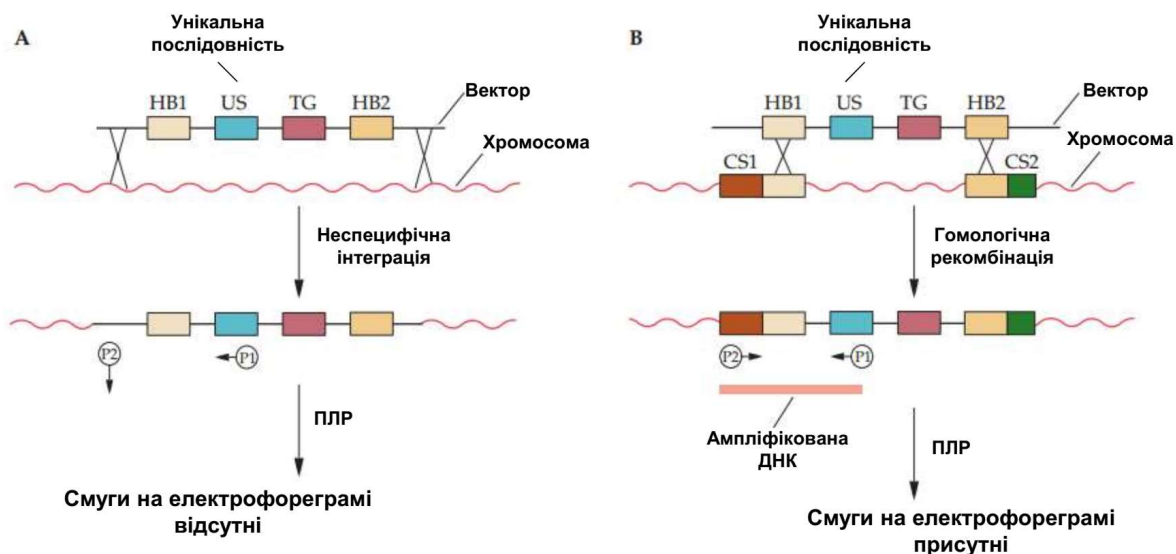 A
Унікальна
послідовність
HB1 US TG HB2
Вектор
Хромосома
Неспецифічна
інтеграція
P2
P1
ПЛР
Смуги на електрофореграмі
відсутні
B
Унікальна
послідовність
HB1 US TG HB2
Вектор
Хромосома
CS1
CS2
Гомологічна
рекомбінація
P2
P1
Ампліфікована
ДНК
ПЛР
Смуги на електрофореграмі
присутні